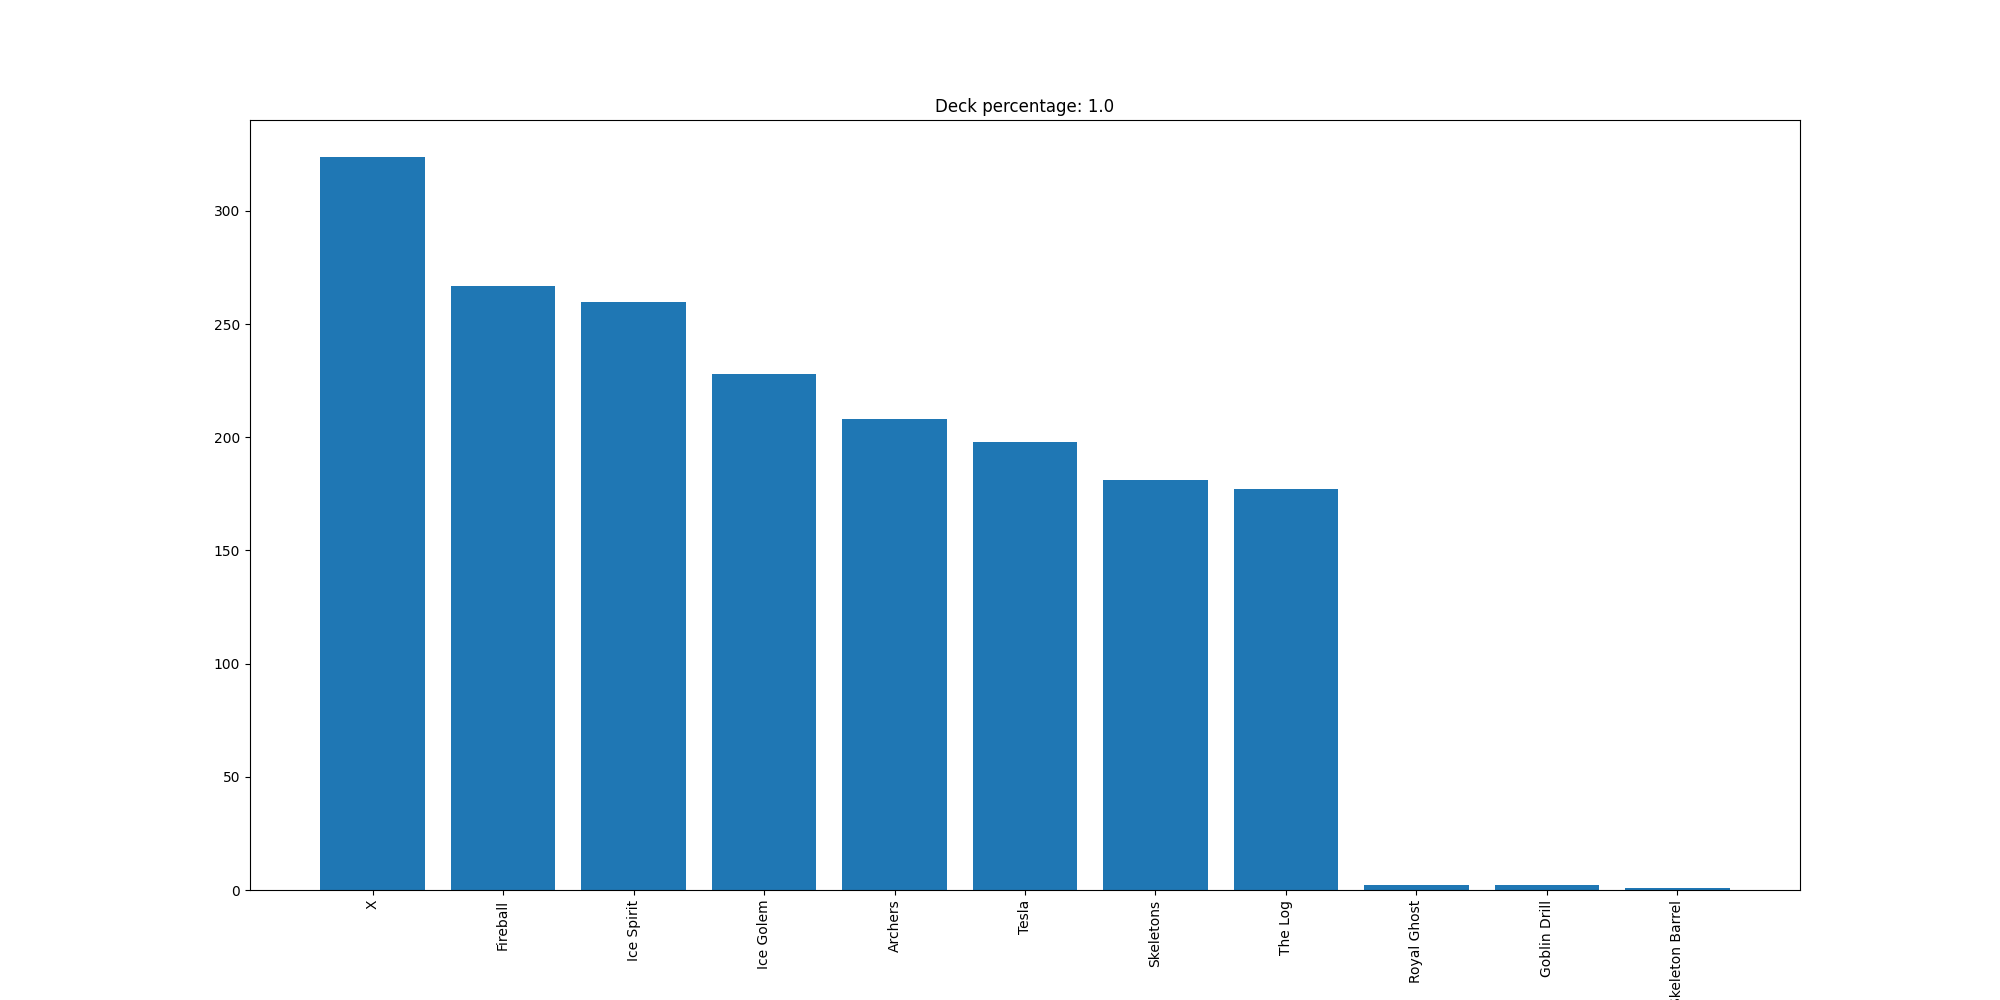 Deck percentage: 1.0
300
250
200
150
100
50
0
X
Fireball
Ice Spirit
Ice Golem
Archers
Tesla
Skeletons
The Log
Royal Ghost
Goblin Drill
keleton Barrel